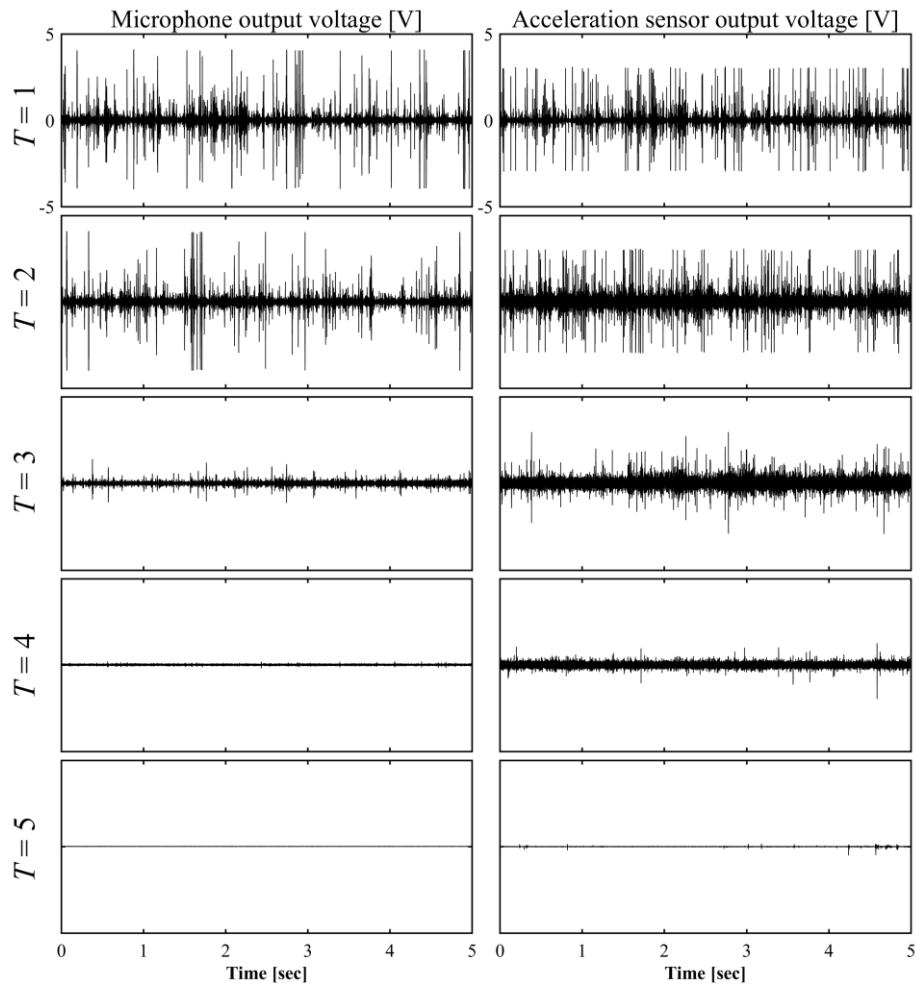 Microphone output voltage [V] Acceleration sensor output voltage [V]
5 5
T = 1
0 0
-5 -5
T = 2
T = 3
T = 4
T = 5
0 1 2 3 4 5 0 1 2 3 4 5
Time [sec] Time [sec]